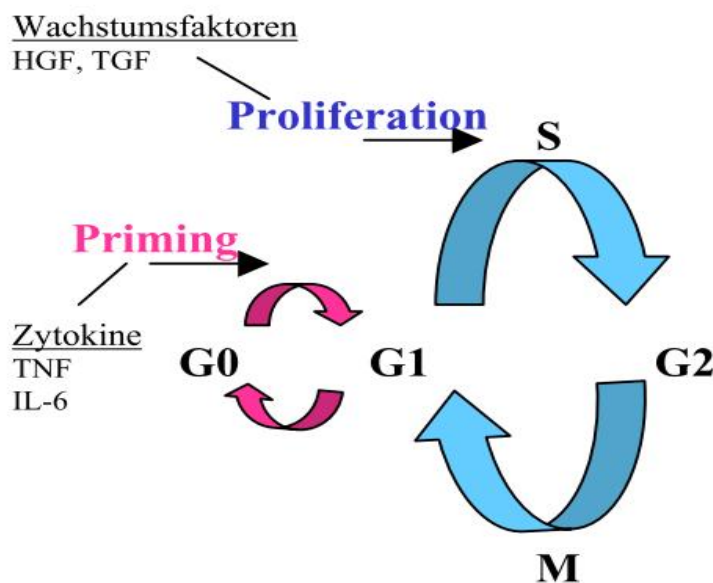 Wachstumsfaktoren
HGF, TGF
Proliferation
S
Priming
Zytokine
TNF
IL-6
G0
G1
G2
M